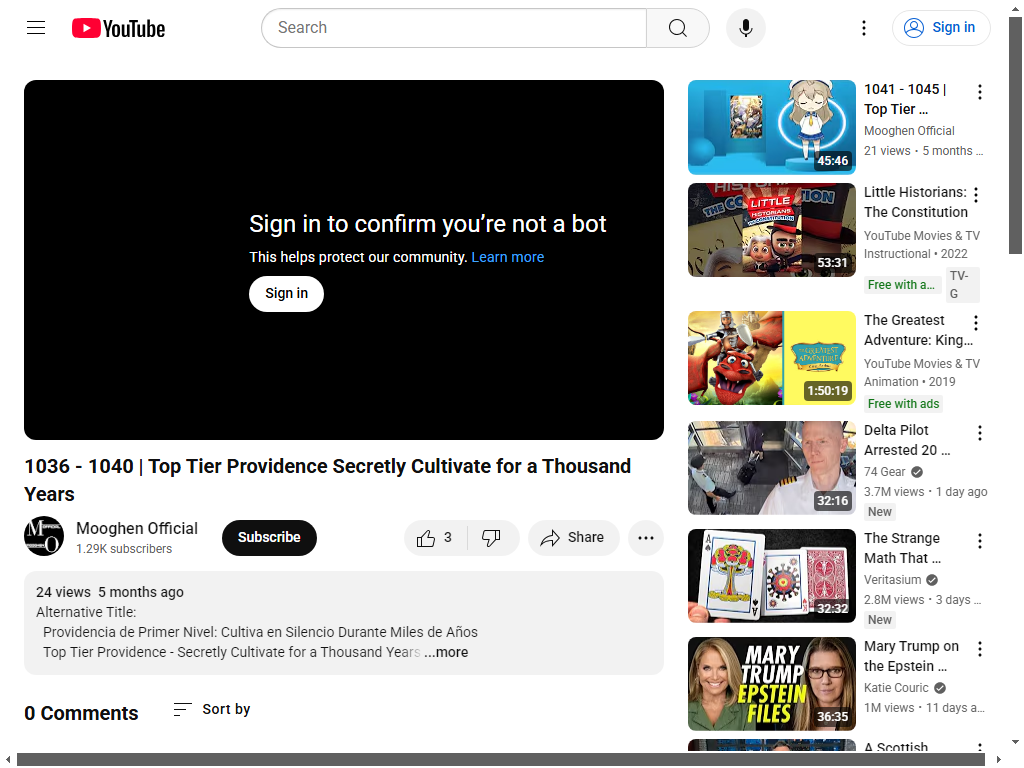 YouTube
Search
Sign in
Sign in to confirm you’re not a bot
This helps protect our community. Learn more
Sign in
1036 - 1040 | Top Tier Providence Secretly Cultivate for a Thousand
Years
Mooghen Official
1.29K subscribers
Subscribe
3
Share
24 views 5 months ago
Alternative Title:
Providencia de Primer Nivel: Cultiva en Silencio Durante Miles de Años
Top Tier Providence - Secretly Cultivate for a Thousand Years ...more
0 Comments
Sort by
45:46
1041 - 1045 |
Top Tier …
Mooghen Official
21 views • 5 months …
LITTLE
HISTORIANS
53:31
Little Historians:
The Constitution
YouTube Movies & TV
Instructional • 2022
Free with a...
TV-
G
THE GREATEST
ADVENTURE
1:50:19
The Greatest
Adventure: King…
YouTube Movies & TV
Animation • 2019
Free with ads
32:16
Delta Pilot
Arrested 20 …
74 Gear
3.7M views • 1 day ago
New
A
32:32
The Strange
Math That …
Veritasium
2.8M views • 3 days …
New
MARY
TRUMP
EPSTEIN
FILES
36:35
Mary Trump on
the Epstein …
Katie Couric
1M views • 11 days a…
A Scottish